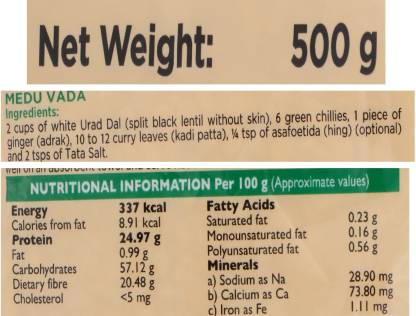 Net Weight: 500 g
MEDU VADA
Ingredients:
2 cups of white Urad Dal (split black lentil without skin), 6 green chillies, 1 piece of
ginger (adrak), 10 to 12 curry leaves (kadi patta), ¼ tsp of asafoetida (hing) (optional)
and 2 tsps of Tata Salt.
NUTRITIONAL INFORMATION Per 100 g (Approximate values)
Energy 337 kcal
Calories from fat 8.91 kcal
Protein 24.97 g
Fat 0.99 g
Carbohydrates 57.12 g
Dietary fibre 20.48 g
Cholesterol <5 mg
Fatty Acids
Saturated fat 0.23 g
Monounsaturated fat 0.16 g
Polyunsaturated fat 0.56 g
Minerals
a) Sodium as Na 28.90 mg
b) Calcium as Ca 73.80 mg
c) Iron as Fe 1.11 mg